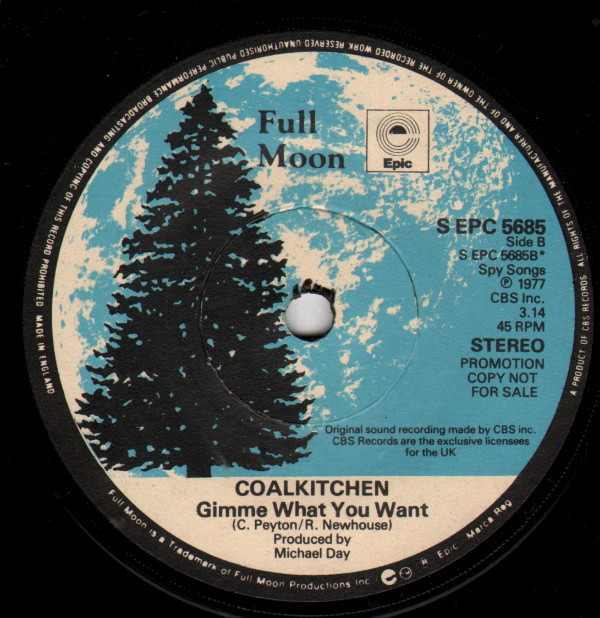 Full
Moon
Epic
S EPC 5685
Side B
S EPC 5685B*
Spy Songs
℗ 1977
CBS Inc.
3.14
45 RPM
STEREO
PROMOTION
COPY NOT
FOR SALE
Original sound recording made by CBS inc.
CBS Records are the exclusive licensees
for the UK
COALKITCHEN
Gimme What You Want
(C. Peyton/R. Newhouse)
Produced by
Michael Day
A PRODUCT OF CBS RECORDS. ALL RIGHTS OF THE MANUFACTURER AND OF THE OWNER OF THE RECORDED WORK RESERVED UNAUTHORISED PUBLIC PERFORMANCE BROADCASTING AND COPYING OF THIS RECORD PROHIBITED MADE IN ENGLAND
Full Moon is a Trademark of Full Moon Productions Inc. R. Epic Marca Reg